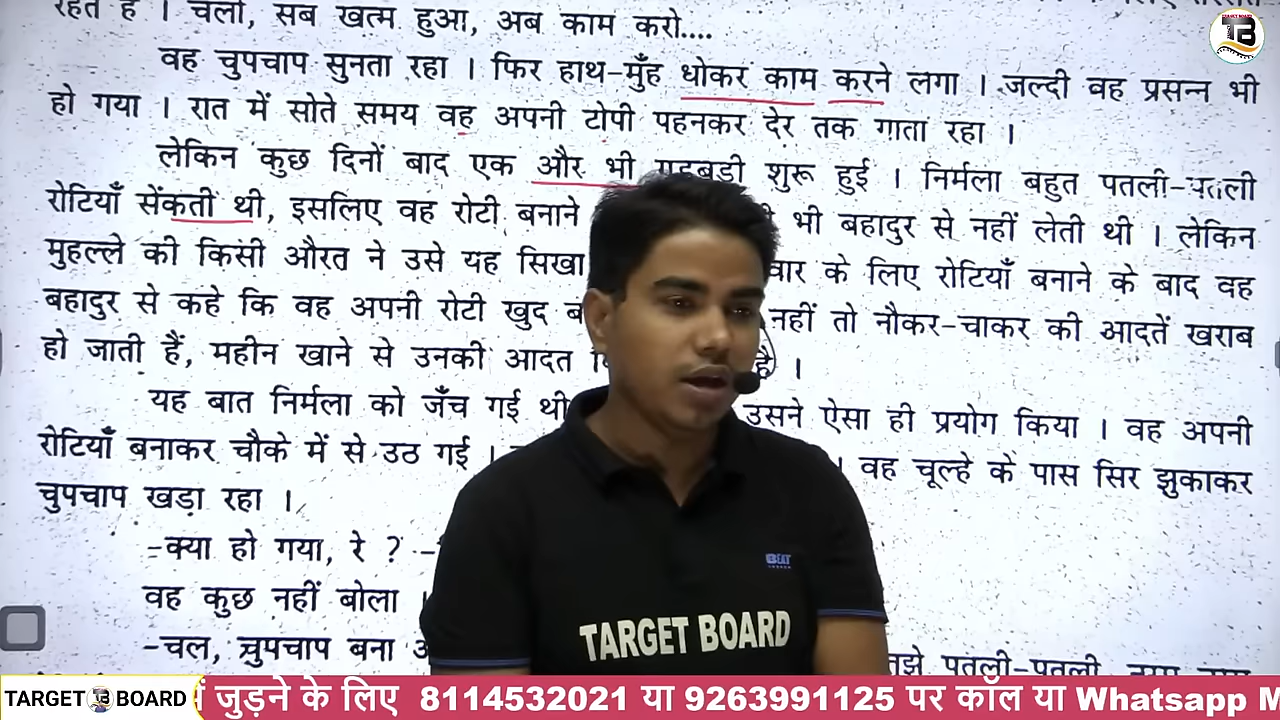 रहते हैं । चलो, सब खत्म हुआ, अब काम करो....
वह चुपचाप सुनता रहा । फिर हाथ-मुँह धोकर काम करने लगा । जल्दी वह प्रसन्न भी
हो गया । रात में सोते समय वह अपनी टोपी पहनकर देर तक गाता रहा ।
लेकिन कुछ दिनों बाद एक और भी गड़बड़ी शुरू हुई । निर्मला बहुत पतली-पतली
रोटियाँ सेंकती थी, इसलिए वह रोटी बनाने भी बहादुर से नहीं लेती थी । लेकिन
मुहल्ले की किसी औरत ने उसे यह सिखा वार के लिए रोटियाँ बनाने के बाद वह
बहादुर से कहे कि वह अपनी रोटी खुद ब नहीं तो नौकर-चाकर की आदतें खराब
हो जाती हैं, महीन खाने से उनकी आदत है ।
यह बात निर्मला को जँच गई थी उसने ऐसा ही प्रयोग किया । वह अपनी
रोटियाँ बनाकर चौके में से उठ गई । । वह चूल्हे के पास सिर झुकाकर
चुपचाप खड़ा रहा ।
-क्या हो गया, रे ? -
वह कुछ नहीं बोला ।
-चल, चुपचाप बना पतली-पतली
BEAT
TARGET BOARD
TARGET TB BOARD जुड़ने के लिए 8114532021 या 9263991125 पर कॉल या Whatsapp M